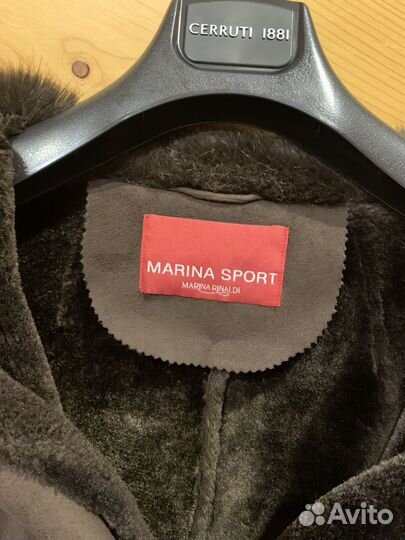 CERRUTI 1881
MARINA SPORT
MARINA RINALDI
Avito